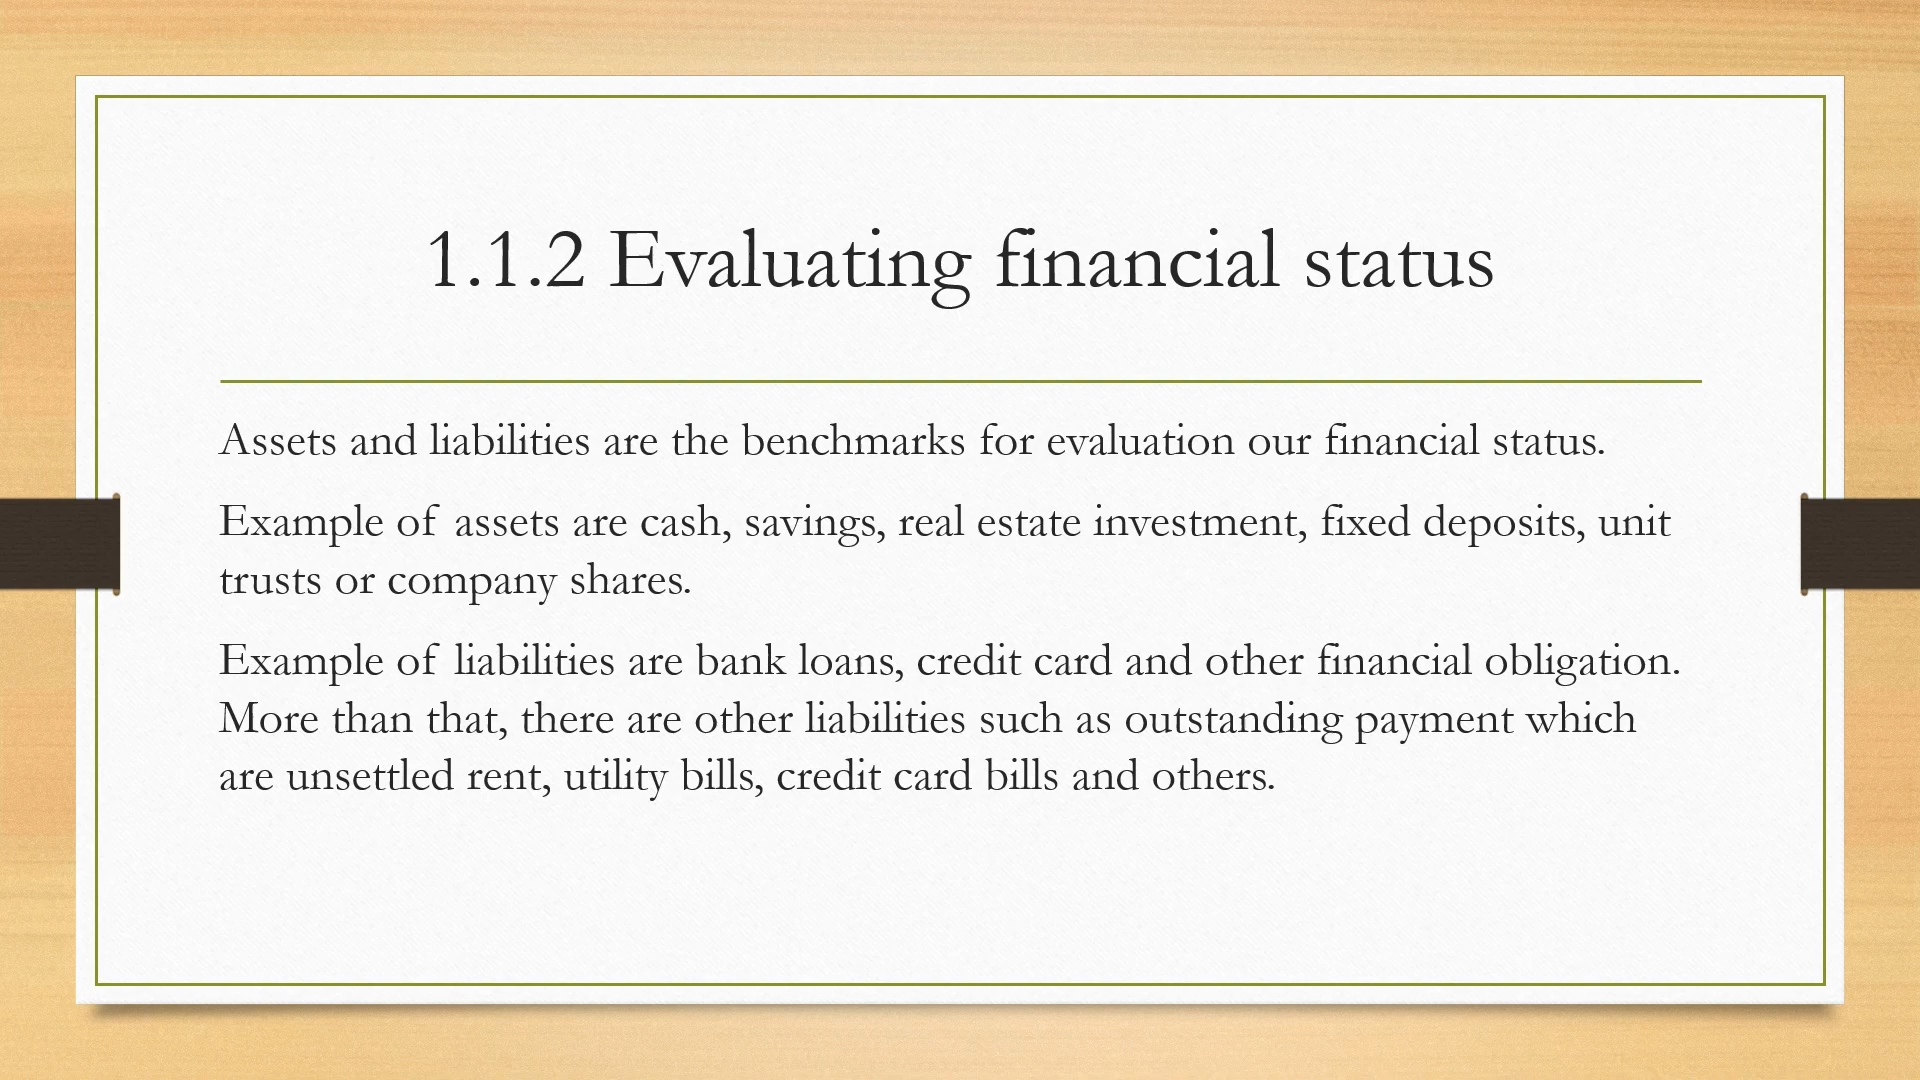 1.1.2 Evaluating financial status
Assets and liabilities are the benchmarks for evaluation our financial status.
Example of assets are cash, savings, real estate investment, fixed deposits, unit
trusts or company shares.
Example of liabilities are bank loans, credit card and other financial obligation.
More than that, there are other liabilities such as outstanding payment which
are unsettled rent, utility bills, credit card bills and others.